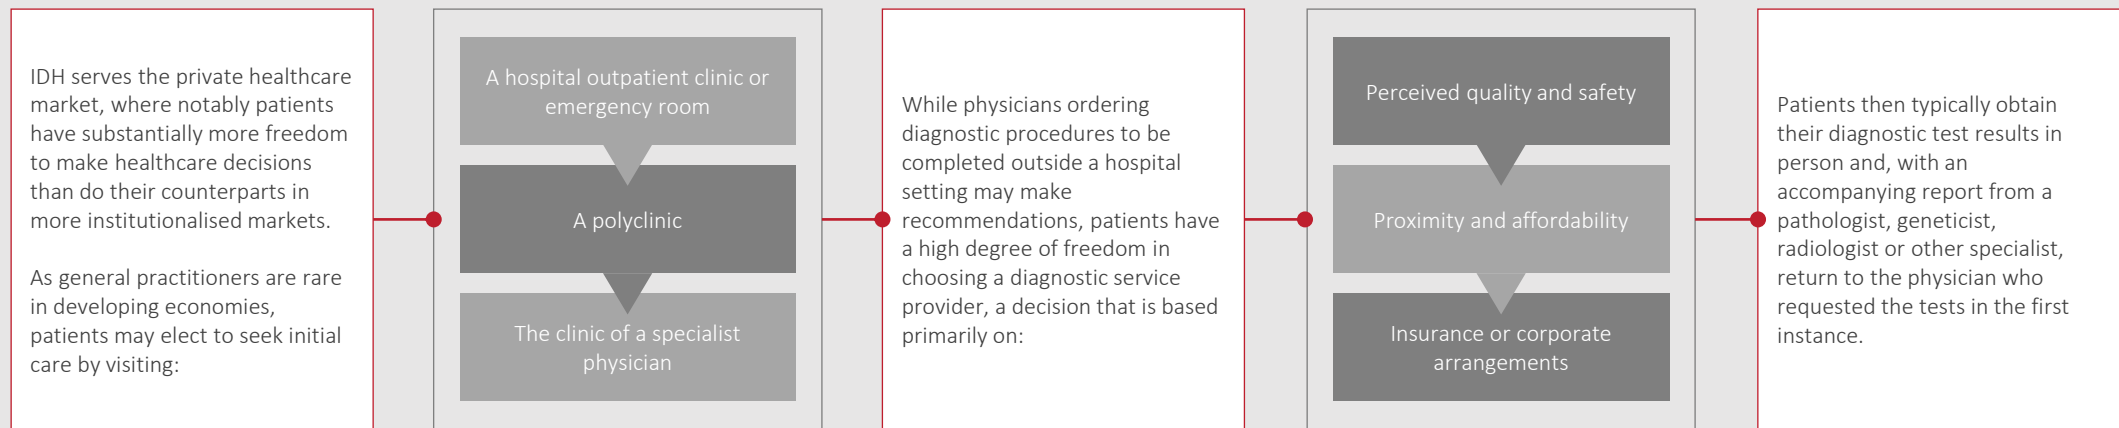 IDH serves the private healthcare
market, where notably patients
have substantially more freedom
to make healthcare decisions
than do their counterparts in
more institutionalised markets.
As general practitioners are rare
in developing economies,
patients may elect to seek initial
care by visiting:
A hospital outpatient clinic or
emergency room
A polyclinic
The clinic of a specialist
physician
While physicians ordering
diagnostic procedures to be
completed outside a hospital
setting may make
recommendations, patients have
a high degree of freedom in
choosing a diagnostic service
provider, a decision that is based
primarily on:
Perceived quality and safety
Proximity and affordability
Insurance or corporate
arrangements
Patients then typically obtain
their diagnostic test results in
person and, with an
accompanying report from a
pathologist, geneticist,
radiologist or other specialist,
return to the physician who
requested the tests in the first
instance.